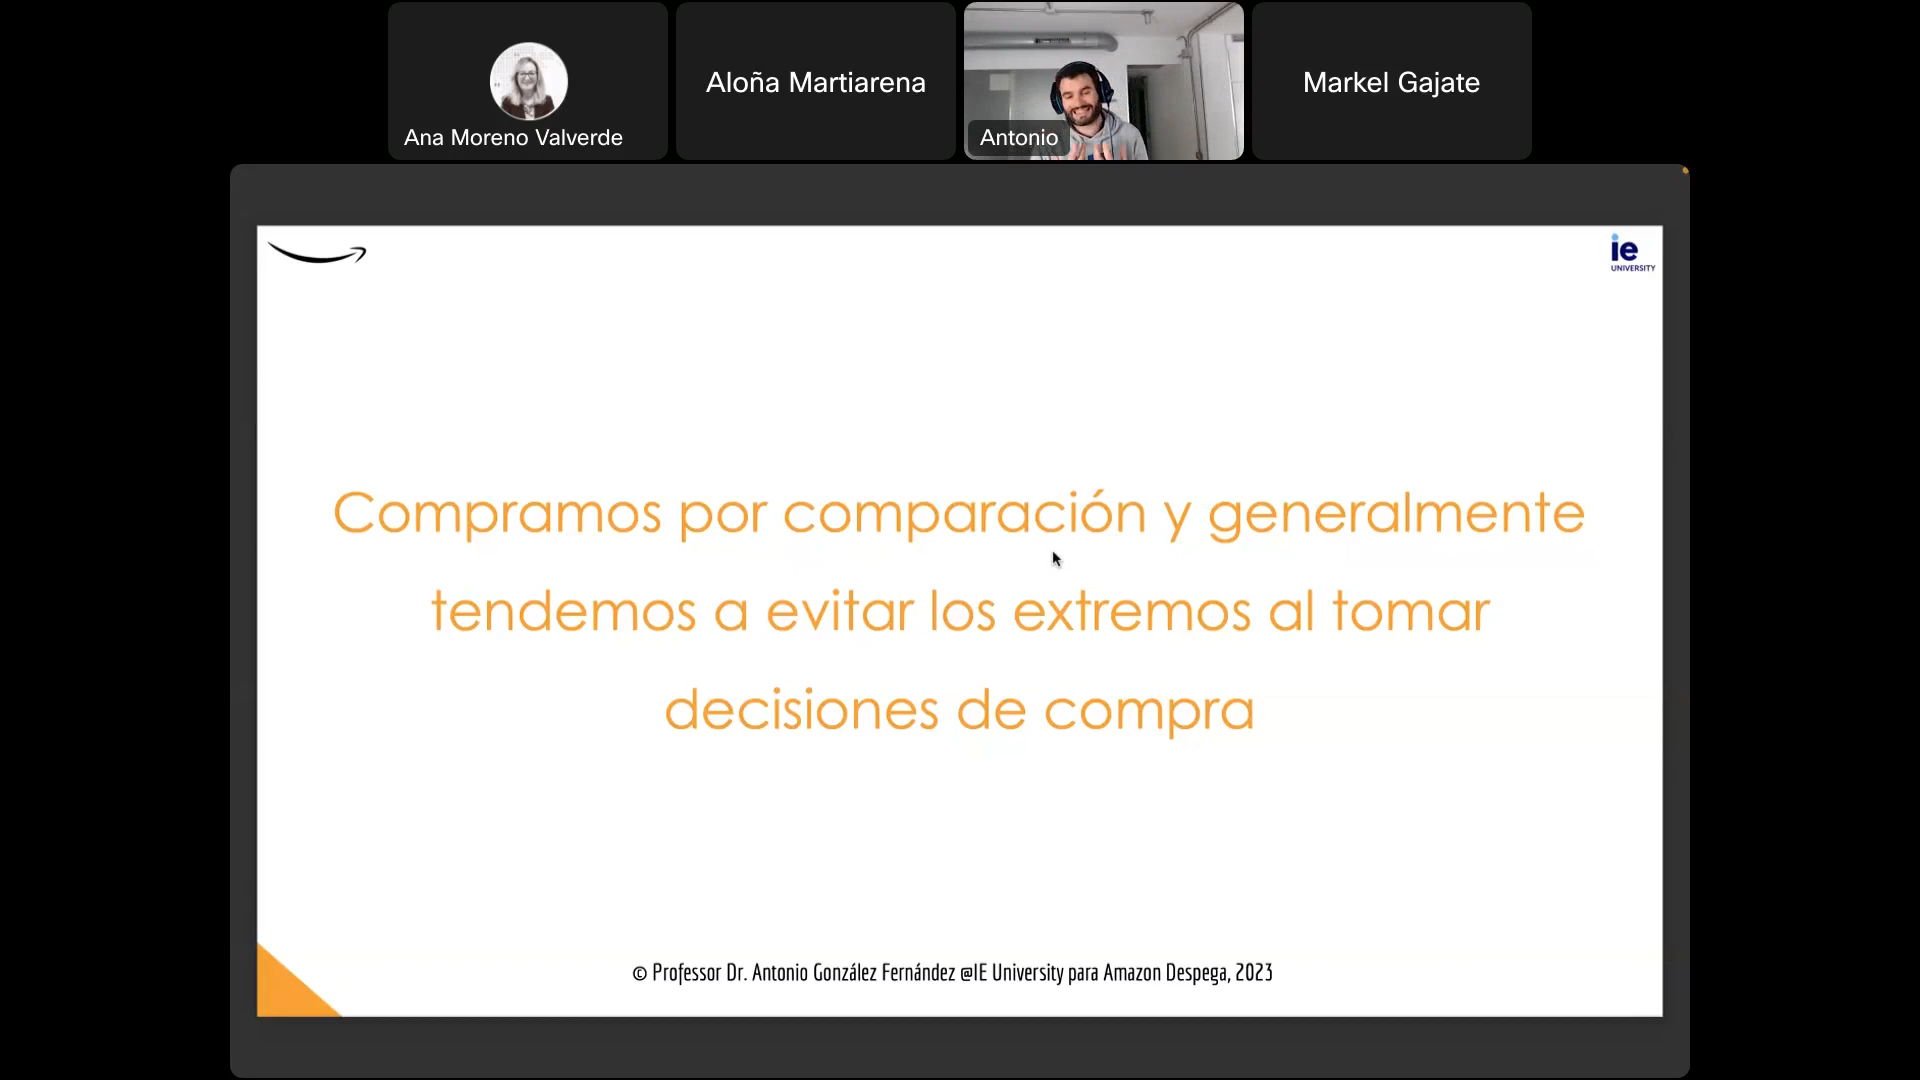 Ana Moreno Valverde
Aloña Martiarena
Antonio
Markel Gajate
ie
UNIVERSITY
Compramos por comparación y generalmente
tendemos a evitar los extremos al tomar
decisiones de compra
© Professor Dr. Antonio González Fernández @IE University para Amazon Despega, 2023